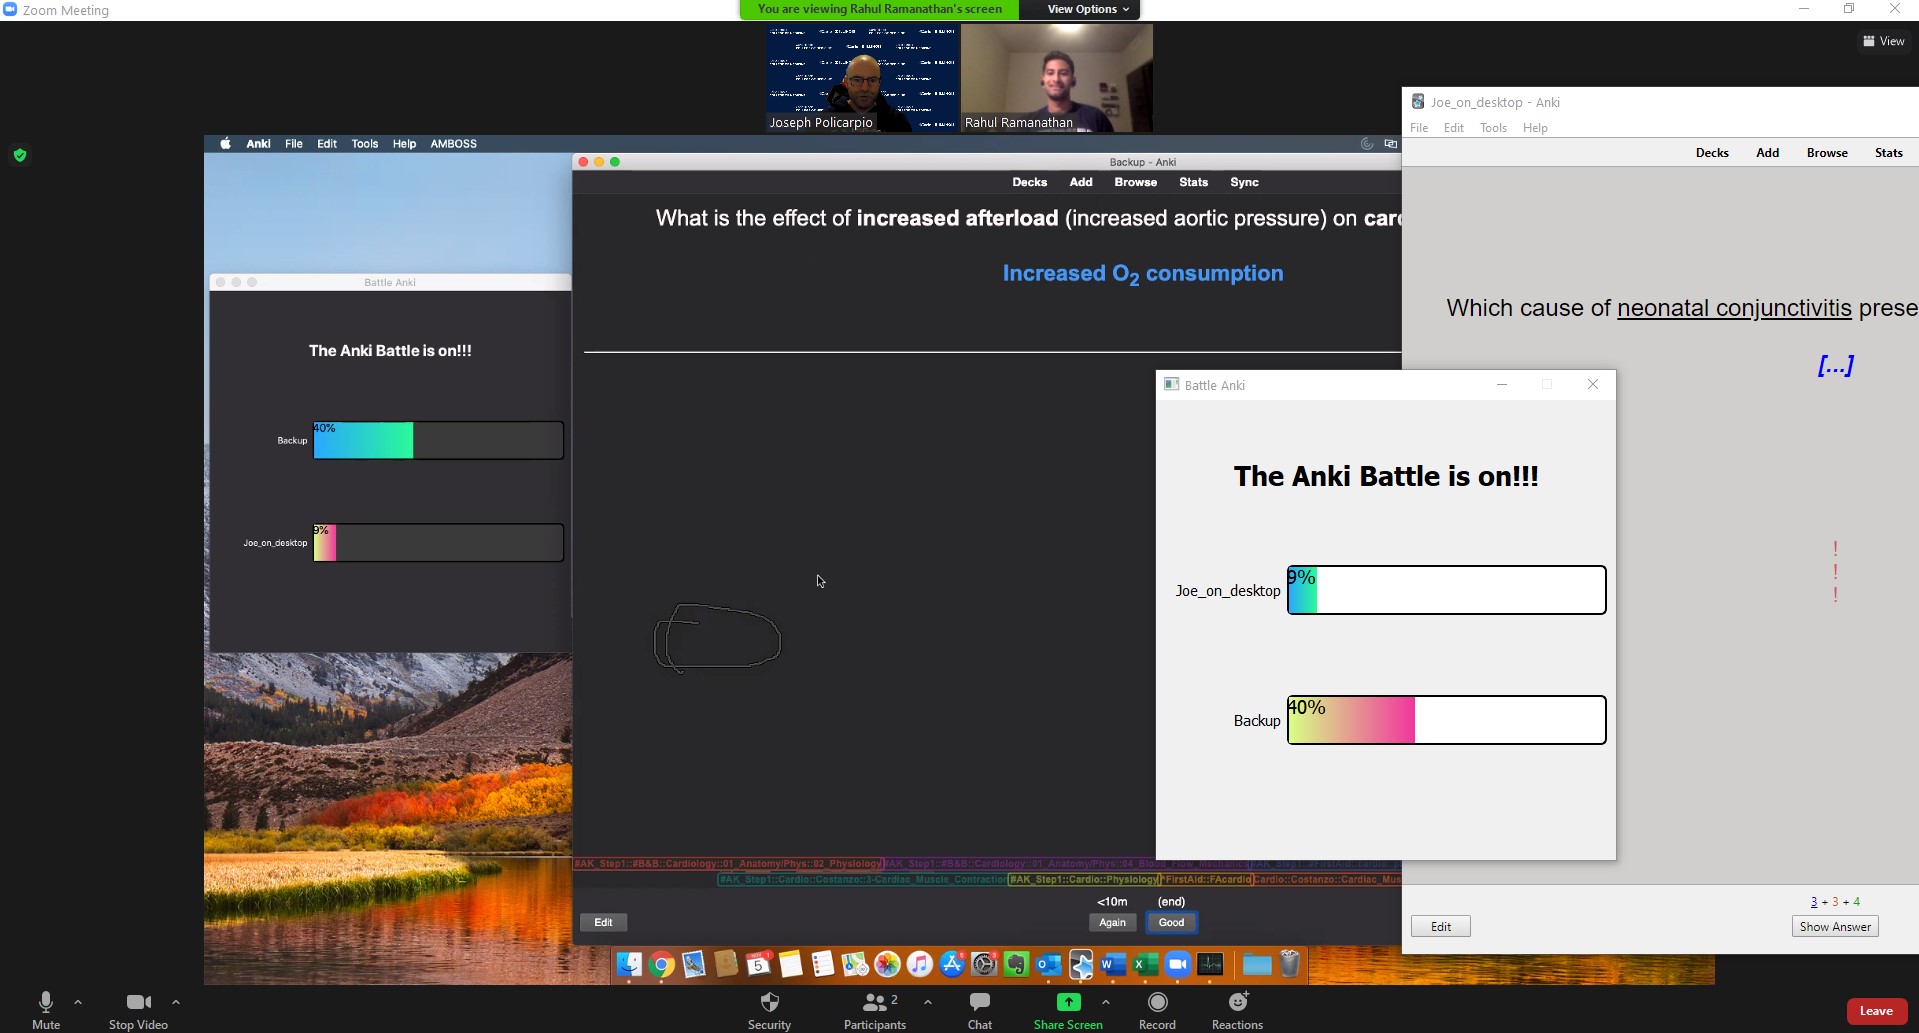 Zoom Meeting
You are viewing Rahul Ramanathan's screen
View Options
View
Joseph Policarpio
Rahul Ramanathan
Anki File Edit Tools Help AMBOSS
Backup - Anki
Decks Add Browse Stats Sync
What is the effect of increased afterload (increased aortic pressure) on car
Increased O2 consumption
Battle Anki
The Anki Battle is on!!!
Backup
40%
Joe_on_desktop
9%
Joe_on_desktop - Anki
File Edit Tools Help
Decks Add Browse Stats
Which cause of neonatal conjunctivitis prese
[...]
!
!
!
Battle Anki
The Anki Battle is on!!!
Joe_on_desktop
9%
Backup
40%
#AK_Step1::#B&B::Cardiology::01_Anatomy/Phys::02_Physiology #AK_Step1::#B&B::Cardiology::01_Anatomy/Phys::04_Blood_Flow_Mechanics
#AK_Step1::Cardio::Costanzo::3-Cardiac_Muscle_Contraction #AK_Step1::Cardio::Physiology *FirstAid::FAcardio Cardio::Costanzo::Cardiac_Mus
<10m (end)
Edit Again Good
3 + 3 + 4
Edit Show Answer
5
Mute
Stop Video
Security
Participants 2
Chat
Share Screen
Record
Reactions
Leave